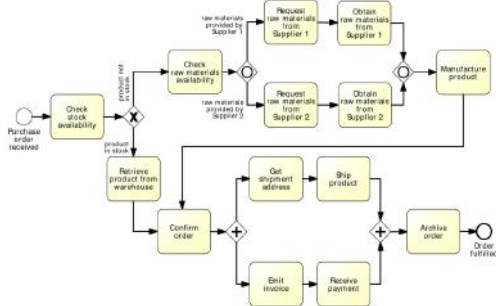 raw materials
provided by
Supplier 1
Request
raw materials
from
Supplier 1
Obtain
raw materials
from
Supplier 1
product not
in stock
Check
raw materials
availability
Manufacture
product
raw materials
provided by
Supplier 2
Request
raw materials
from
Supplier 2
Obtain
raw materials
from
Supplier 2
Check
stock
availability
Purchase
order
received
product
in stock
Retrieve
product from
warehouse
Get
shipment
address
Ship
product
Confirm
order
Archive
order
Order
fulfilled
Emit
invoice
Receive
payment